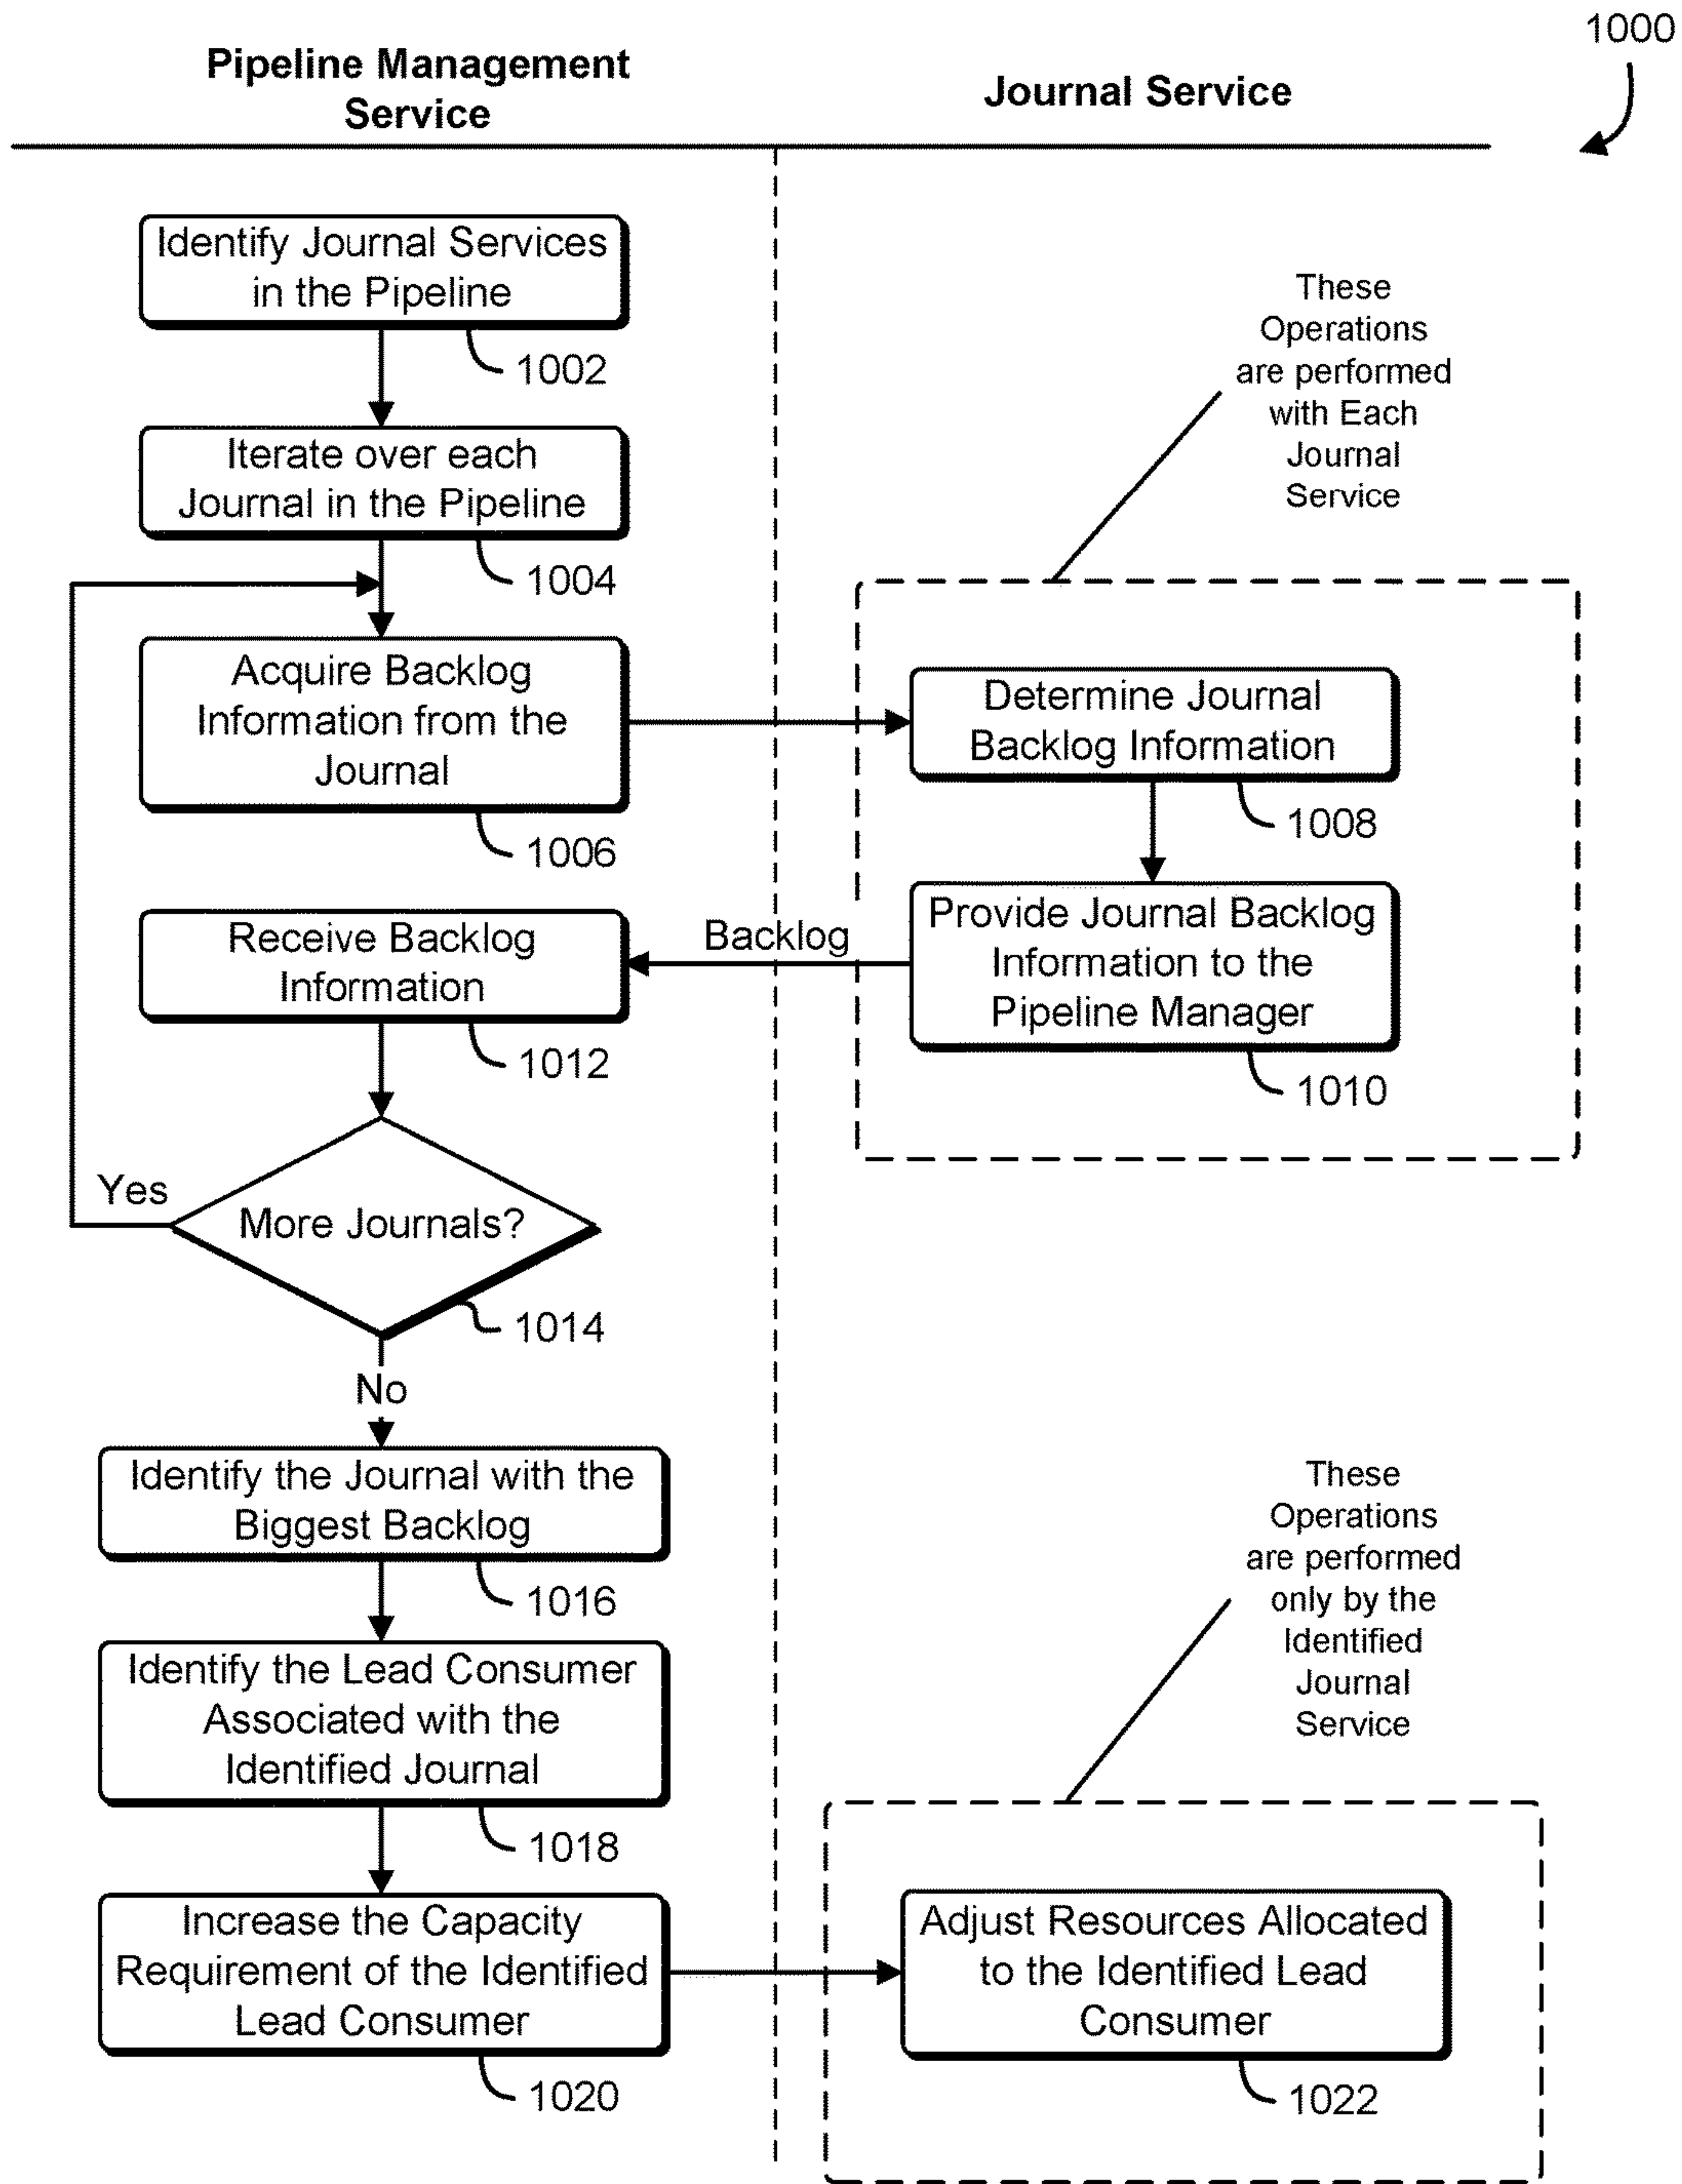 1000
Pipeline Management
Service
Journal Service
Identify Journal Services
in the Pipeline
1002
These
Operations
are performed
with Each
Journal
Service
Iterate over each
Journal in the Pipeline
1004
Acquire Backlog
Information from the
Journal
1006
Determine Journal
Backlog Information
1008
Provide Journal Backlog
Information to the
Pipeline Manager
1010
Backlog
Receive Backlog
Information
1012
Yes
More Journals?
1014
No
Identify the Journal with the
Biggest Backlog
1016
Identify the Lead Consumer
Associated with the
Identified Journal
1018
These
Operations
are performed
only by the
Identified
Journal
Service
Increase the Capacity
Requirement of the Identified
Lead Consumer
1020
Adjust Resources Allocated
to the Identified Lead
Consumer
1022